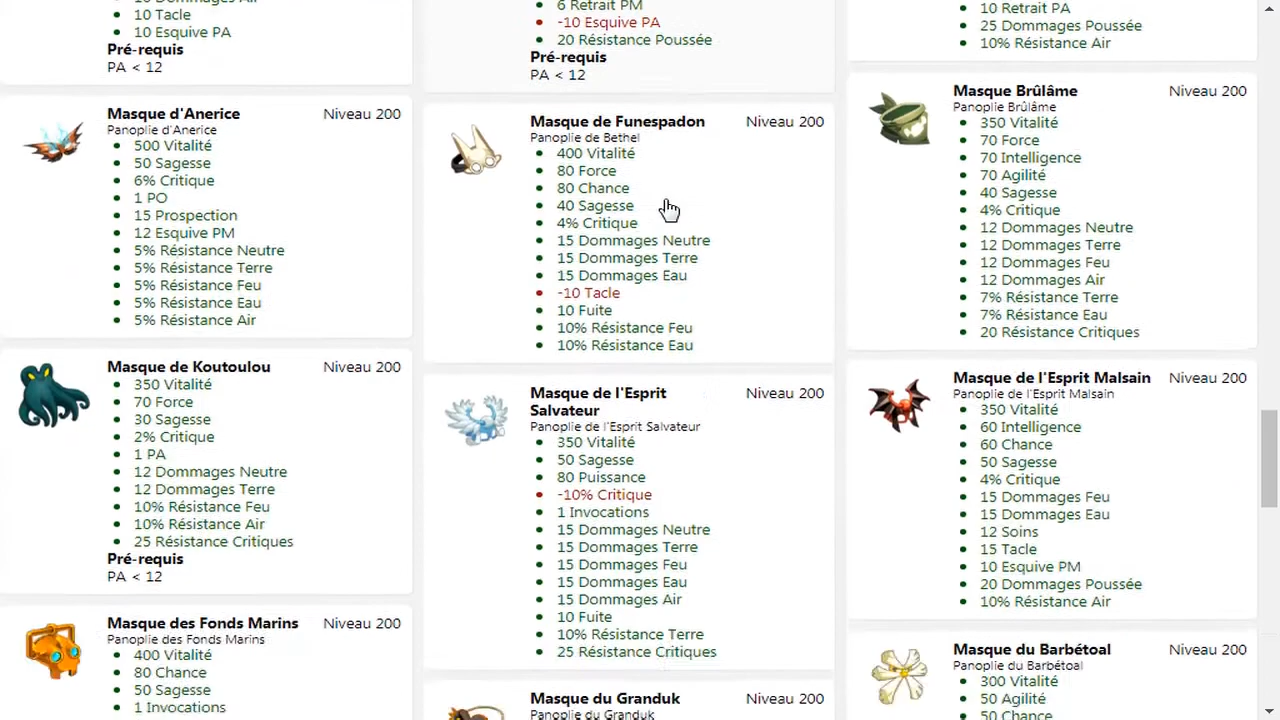 10 Tacle
10 Esquive PA
Pré-requis
PA < 12
Masque d'Anerice Niveau 200
Panoplie d'Anerice
500 Vitalité
50 Sagesse
6% Critique
1 PO
15 Prospection
12 Esquive PM
5% Résistance Neutre
5% Résistance Terre
5% Résistance Feu
5% Résistance Eau
5% Résistance Air
Masque de Koutoulou Niveau 200
350 Vitalité
70 Force
30 Sagesse
2% Critique
1 PA
12 Dommages Neutre
12 Dommages Terre
10% Résistance Feu
10% Résistance Air
25 Résistance Critiques
Pré-requis
PA < 12
Masque des Fonds Marins Niveau 200
Panoplie des Fonds Marins
400 Vitalité
80 Chance
50 Sagesse
1 Invocations
6 Retrait PM
-10 Esquive PA
20 Résistance Poussée
Pré-requis
PA < 12
Masque de Funespadon Niveau 200
Panoplie de Bethel
400 Vitalité
80 Force
80 Chance
40 Sagesse
4% Critique
15 Dommages Neutre
15 Dommages Terre
15 Dommages Eau
-10 Tacle
10 Fuite
10% Résistance Feu
10% Résistance Eau
Masque de l'Esprit Niveau 200
Salvateur
Panoplie de l'Esprit Salvateur
350 Vitalité
50 Sagesse
80 Puissance
-10% Critique
1 Invocations
15 Dommages Neutre
15 Dommages Terre
15 Dommages Feu
15 Dommages Eau
15 Dommages Air
10 Fuite
10% Résistance Terre
25 Résistance Critiques
Masque du Granduk Niveau 200
Panoplie du Granduk
10 Retrait PA
25 Dommages Poussée
10% Résistance Air
Masque Brûlâme Niveau 200
Panoplie Brûlâme
350 Vitalité
70 Force
70 Intelligence
70 Agilité
40 Sagesse
4% Critique
12 Dommages Neutre
12 Dommages Terre
12 Dommages Feu
12 Dommages Air
7% Résistance Terre
7% Résistance Eau
20 Résistance Critiques
Masque de l'Esprit Malsain Niveau 200
Panoplie de l'Esprit Malsain
350 Vitalité
60 Intelligence
60 Chance
50 Sagesse
4% Critique
15 Dommages Feu
15 Dommages Eau
12 Soins
15 Tacle
10 Esquive PM
20 Dommages Poussée
10% Résistance Air
Masque du Barbétoal Niveau 200
Panoplie du Barbétoal
300 Vitalité
50 Agilité
50 Chance